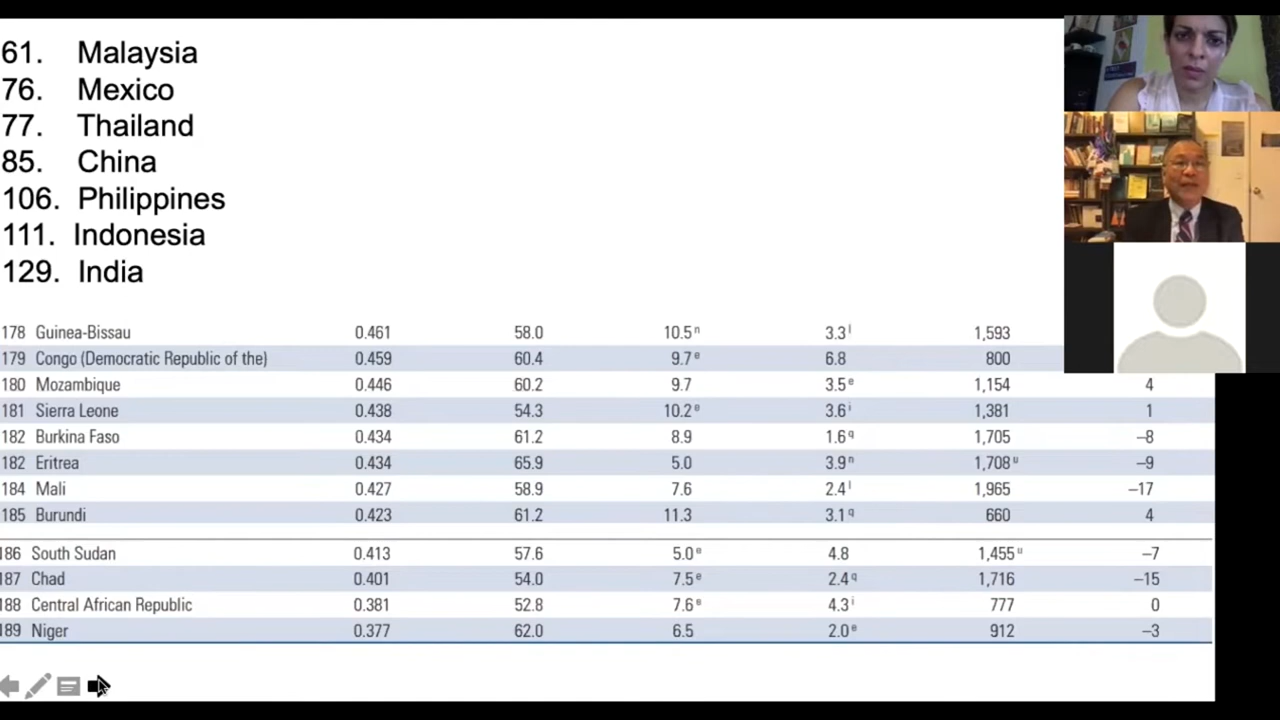 61. Malaysia
76. Mexico
77. Thailand
85. China
106. Philippines
111. Indonesia
129. India
178 Guinea-Bissau 0.461 58.0 10.5 n 3.3 l 1,593
179 Congo (Democratic Republic of the) 0.459 60.4 9.7 e 6.8 800
180 Mozambique 0.446 60.2 9.7 3.5 e 1,154 4
181 Sierra Leone 0.438 54.3 10.2 e 3.6 i 1,381 1
182 Burkina Faso 0.434 61.2 8.9 1.6 q 1,705 –8
182 Eritrea 0.434 65.9 5.0 3.9 n 1,708 u –9
184 Mali 0.427 58.9 7.6 2.4 l 1,965 –17
185 Burundi 0.423 61.2 11.3 3.1 q 660 4
186 South Sudan 0.413 57.6 5.0 e 4.8 1,455 u –7
187 Chad 0.401 54.0 7.5 e 2.4 q 1,716 –15
188 Central African Republic 0.381 52.8 7.6 e 4.3 i 777 0
189 Niger 0.377 62.0 6.5 2.0 e 912 –3